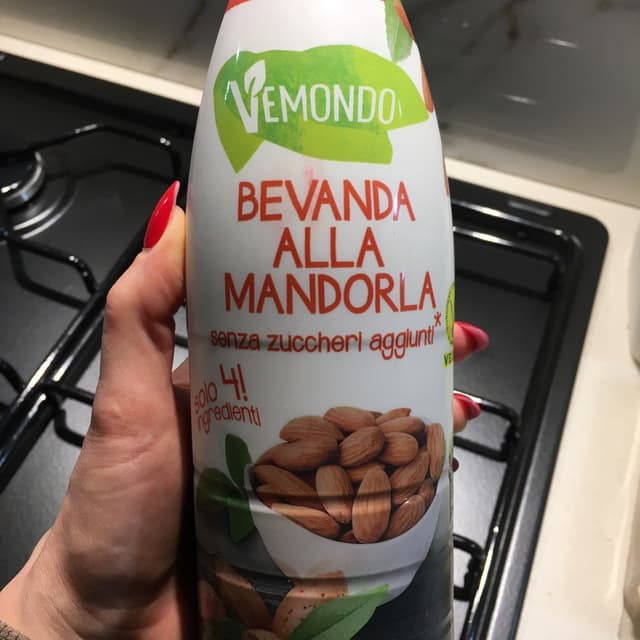 VEMONDO
BEVANDA
ALLA
MANDORLA
senza zuccheri aggiunti*
solo 4!
ingredienti